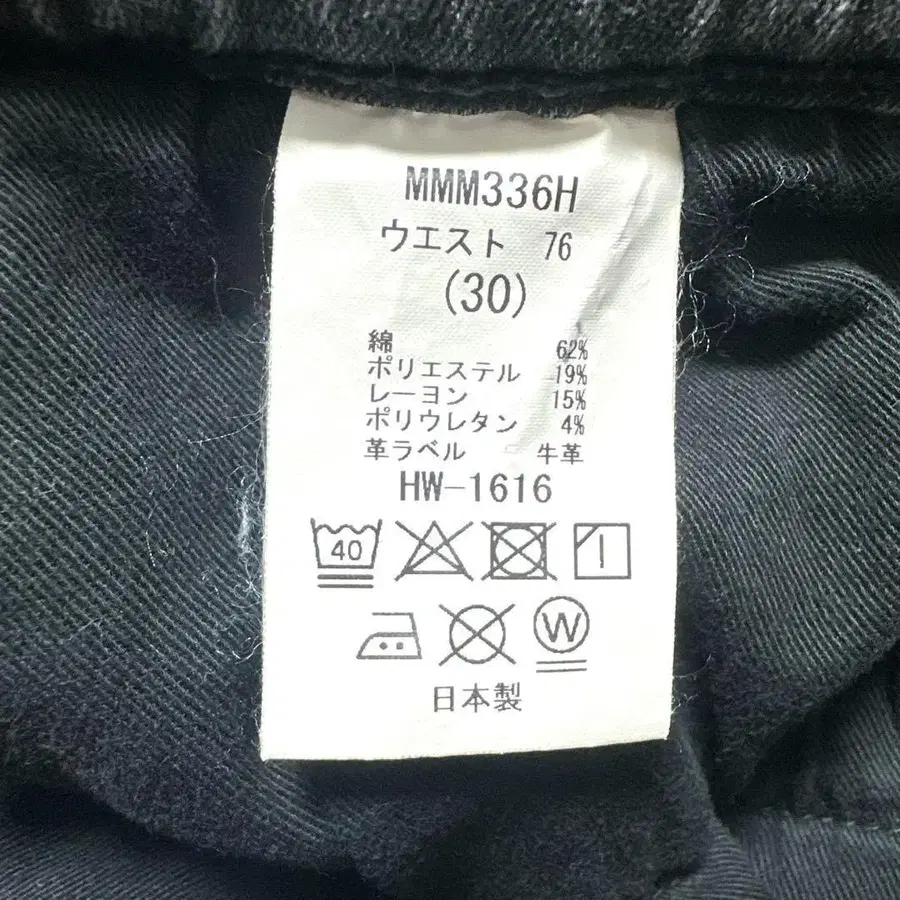 MMM336H
ウエスト 76
(30)
綿 62%
ポリエステル 19%
レーヨン 15%
ポリウレタン 4%
革ラベル 牛革
HW-1616
40
W
日本製